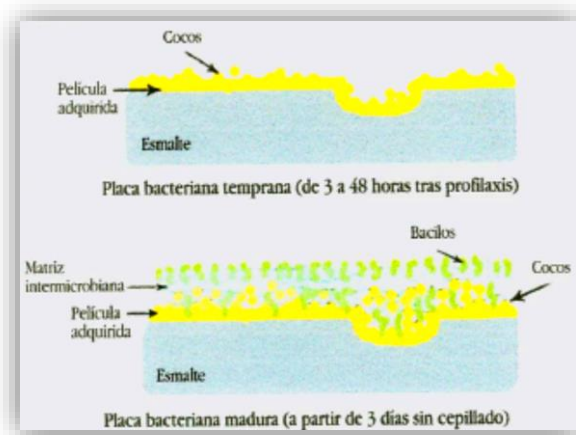 Cocos
Película
adquirida
Esmalte
Placa bacteriana temprana (de 3 a 48 horas tras profilaxis)
Bacilos
Matriz
intermicrobiana
Cocos
Película
adquirida
Esmalte
Placa bacteriana madura (a partir de 3 días sin cepillado)